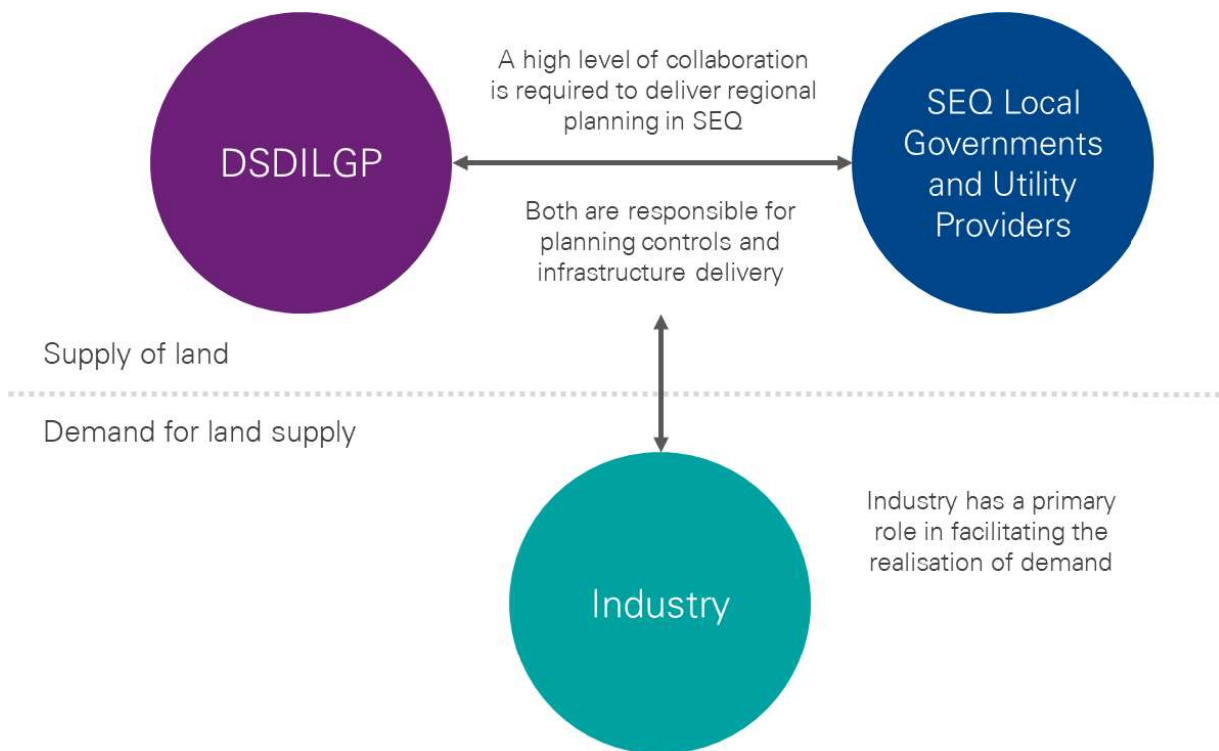 A high level of collaboration
is required to deliver regional
planning in SEQ
DSDILGP
SEQ Local
Governments
and Utility
Providers
Both are responsible for
planning controls and
infrastructure delivery
Supply of land
Demand for land supply
Industry has a primary
role in facilitating the
realisation of demand
Industry